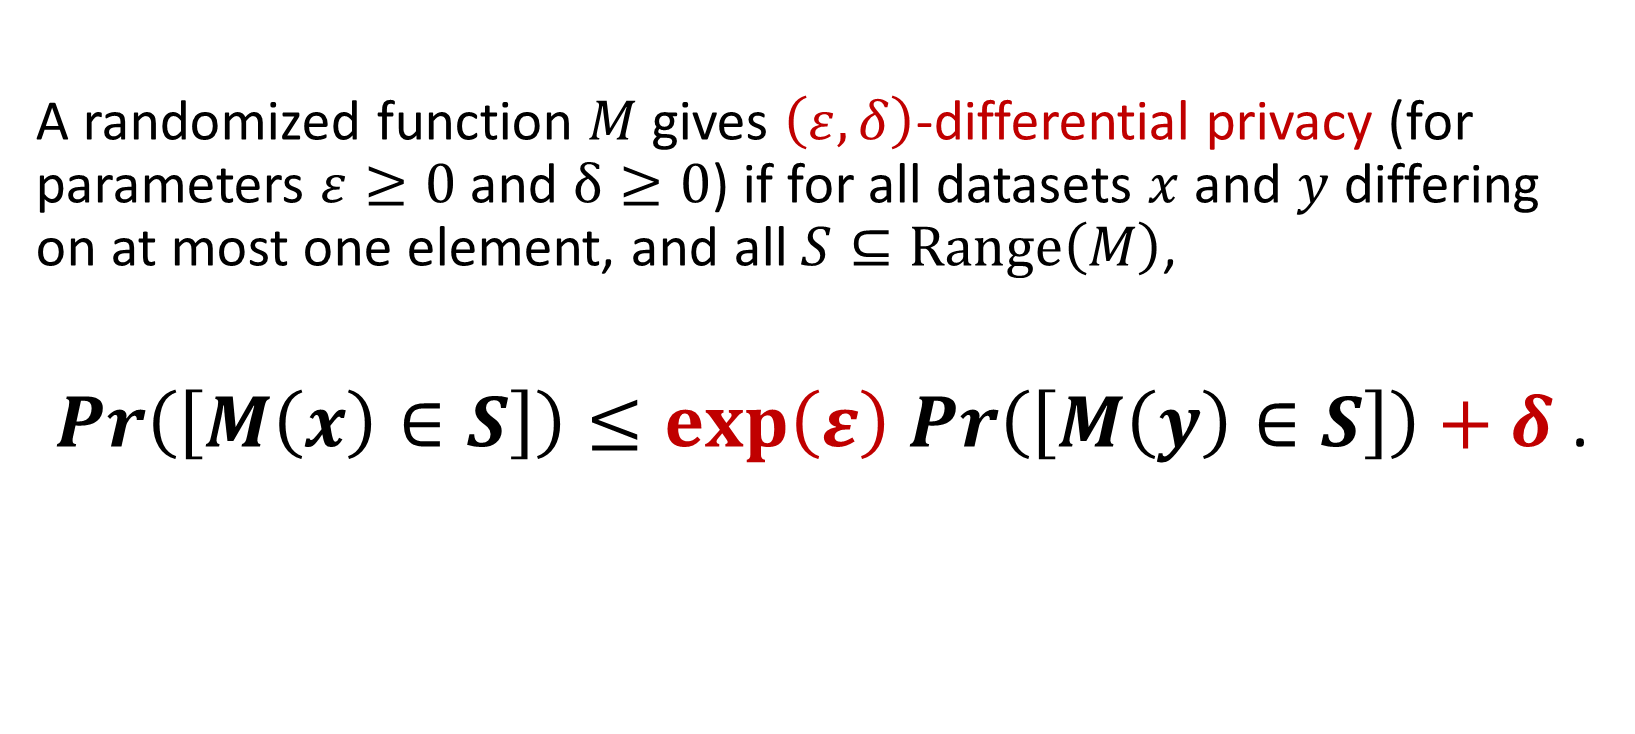 A randomized function 𝑀 gives (𝜀, 𝛿)-differential privacy (for
parameters 𝜀 ≥ 0 and δ ≥ 0) if for all datasets 𝑥 and 𝑦 differing
on at most one element, and all 𝑆 ⊆ Range(𝑀),
𝑷𝒓([𝑴(𝒙) ∈ 𝑺]) ≤ 𝐞𝐱𝐩(𝜺) 𝑷𝒓([𝑴(𝒚) ∈ 𝑺]) + 𝜹 .